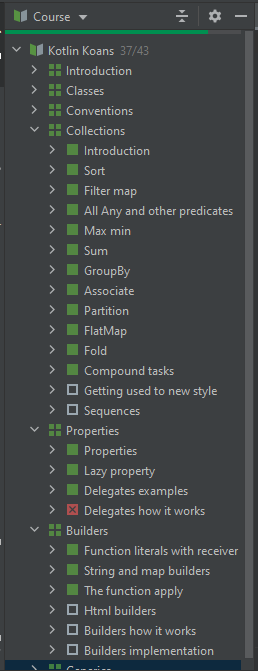 Course
Kotlin Koans 37/43
Introduction
Classes
Conventions
Collections
Introduction
Sort
Filter map
All Any and other predicates
Max min
Sum
GroupBy
Associate
Partition
FlatMap
Fold
Compound tasks
Getting used to new style
Sequences
Properties
Properties
Lazy property
Delegates examples
Delegates how it works
Builders
Function literals with receiver
String and map builders
The function apply
Html builders
Builders how it works
Builders implementation
Generics